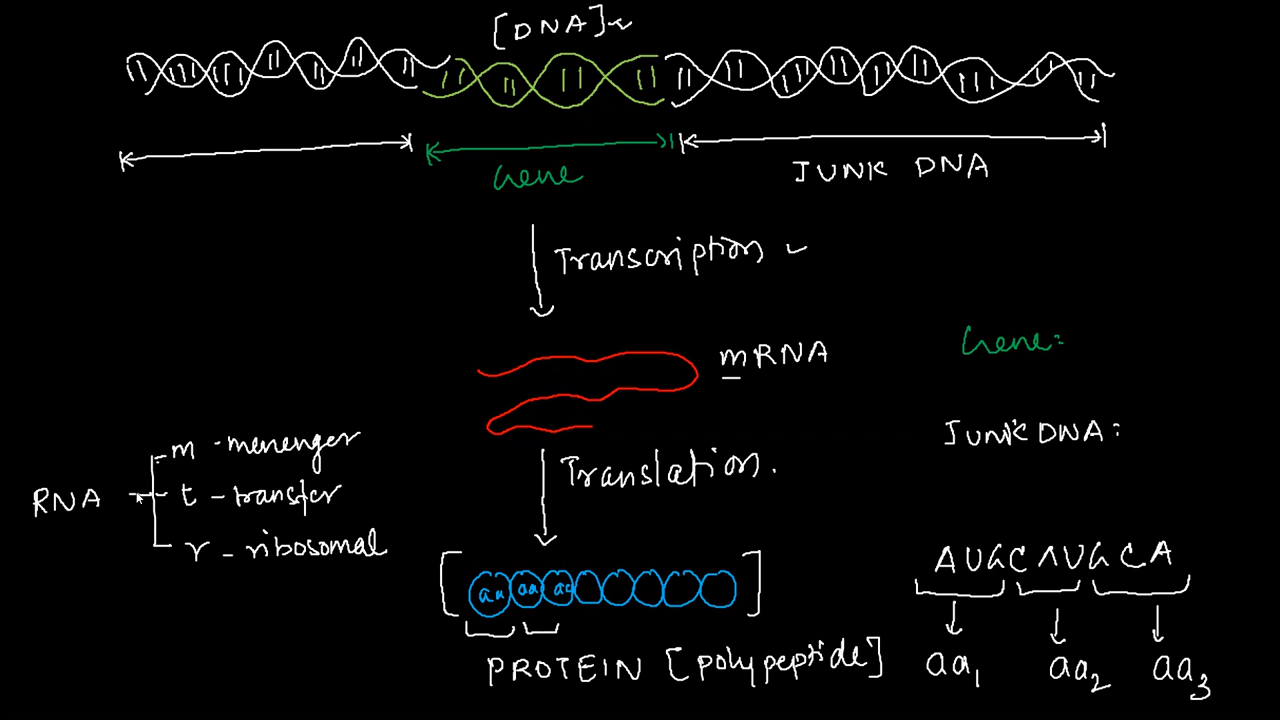 [DNA]
Gene
JUNK DNA
Transcription
mRNA
Gene:
JUNK DNA:
m - messenger
RNA
t - transfer
r - ribosomal
Translation.
aa aa aa
PROTEIN [polypeptide]
AUGCAUGCA
aa1 aa2 aa3